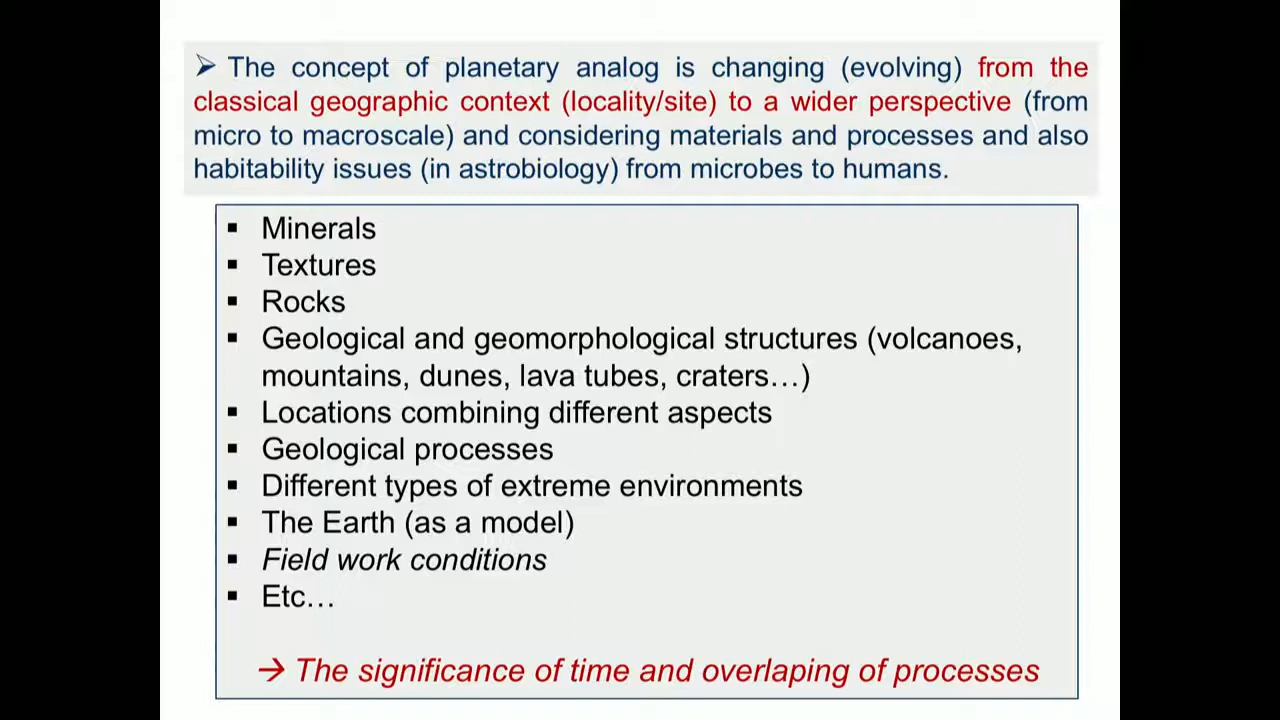 ➢ The concept of planetary analog is changing (evolving) from the
classical geographic context (locality/site) to a wider perspective (from
micro to macroscale) and considering materials and processes and also
habitability issues (in astrobiology) from microbes to humans.
▪ Minerals
▪ Textures
▪ Rocks
▪ Geological and geomorphological structures (volcanoes,
mountains, dunes, lava tubes, craters…)
▪ Locations combining different aspects
▪ Geological processes
▪ Different types of extreme environments
▪ The Earth (as a model)
▪ Field work conditions
▪ Etc…
→ The significance of time and overlaping of processes